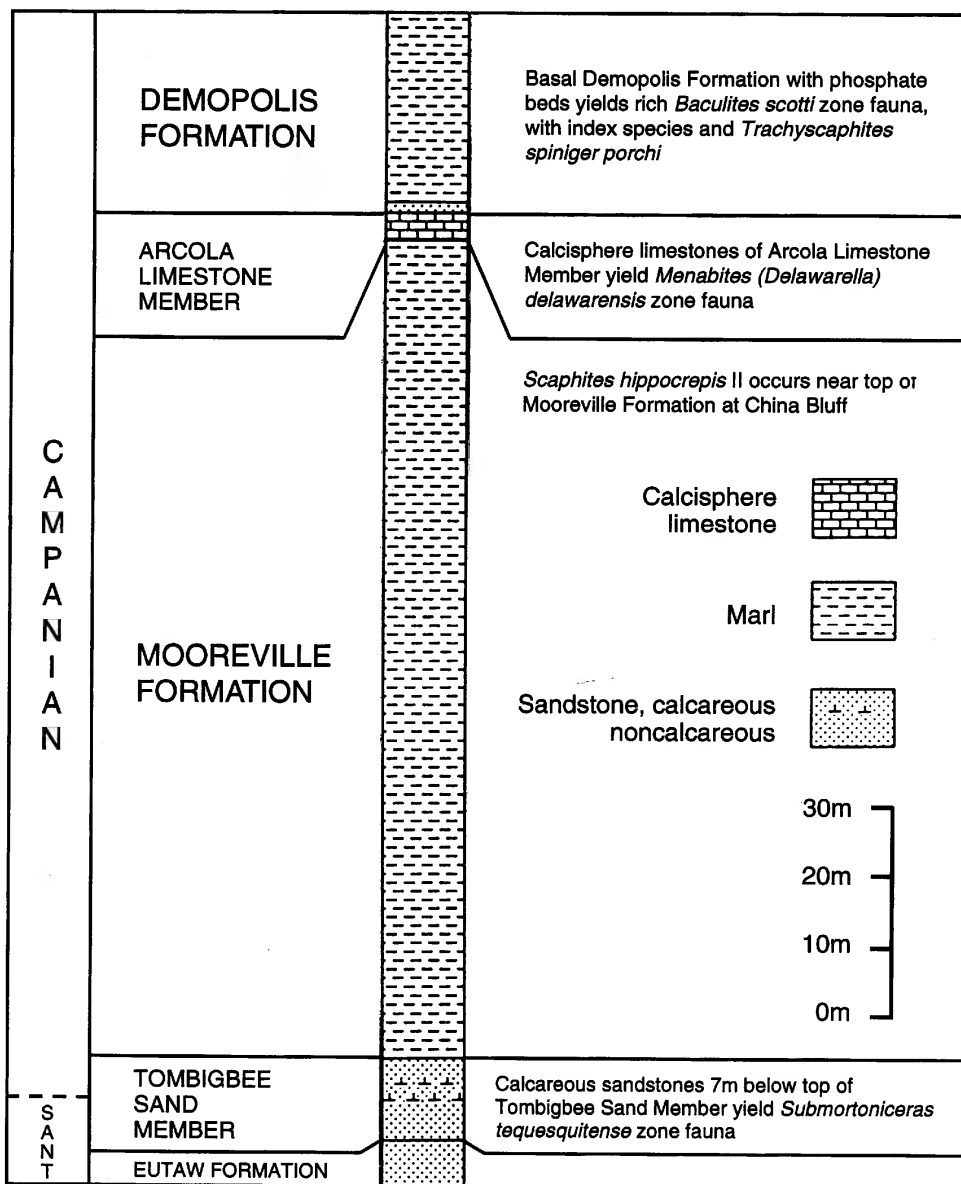 DEMOPOLIS
FORMATION
Basal Demopolis Formation with phosphate
beds yields rich Baculites scotti zone fauna,
with index species and Trachyscaphites
spiniger porchi
ARCOLA
LIMESTONE
MEMBER
Calcisphere limestones of Arcola Limestone
Member yield Menabites (Delawarella)
delawarensis zone fauna
Scaphites hippocrepis II occurs near top of
Mooreville Formation at China Bluff
CAMPANIAN
MOOREVILLE
FORMATION
Calcisphere
limestone
Marl
Sandstone, calcareous
noncalcareous
30m
20m
10m
0m
TOMBIGBEE
SAND
MEMBER
Calcareous sandstones 7m below top of
Tombigbee Sand Member yield Submortoniceras
tequesquitense zone fauna
SANT
EUTAW FORMATION